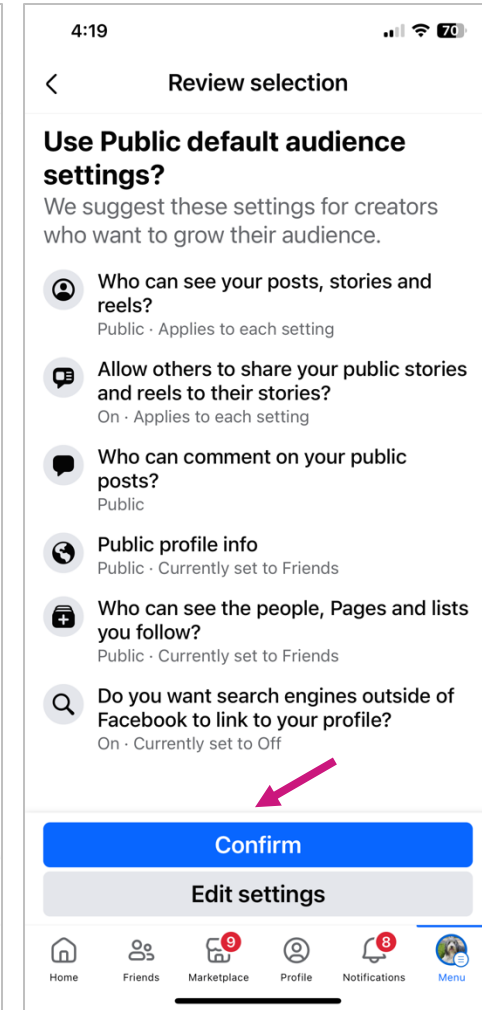 4:19
70
Review selection
Use Public default audience
settings?
We suggest these settings for creators
who want to grow their audience.
Who can see your posts, stories and
reels?
Public · Applies to each setting
Allow others to share your public stories
and reels to their stories?
On · Applies to each setting
Who can comment on your public
posts?
Public
Public profile info
Public · Currently set to Friends
Who can see the people, Pages and lists
you follow?
Public · Currently set to Friends
Do you want search engines outside of
Facebook to link to your profile?
On · Currently set to Off
Confirm
Edit settings
9 8
Home Friends Marketplace Profile Notifications Menu